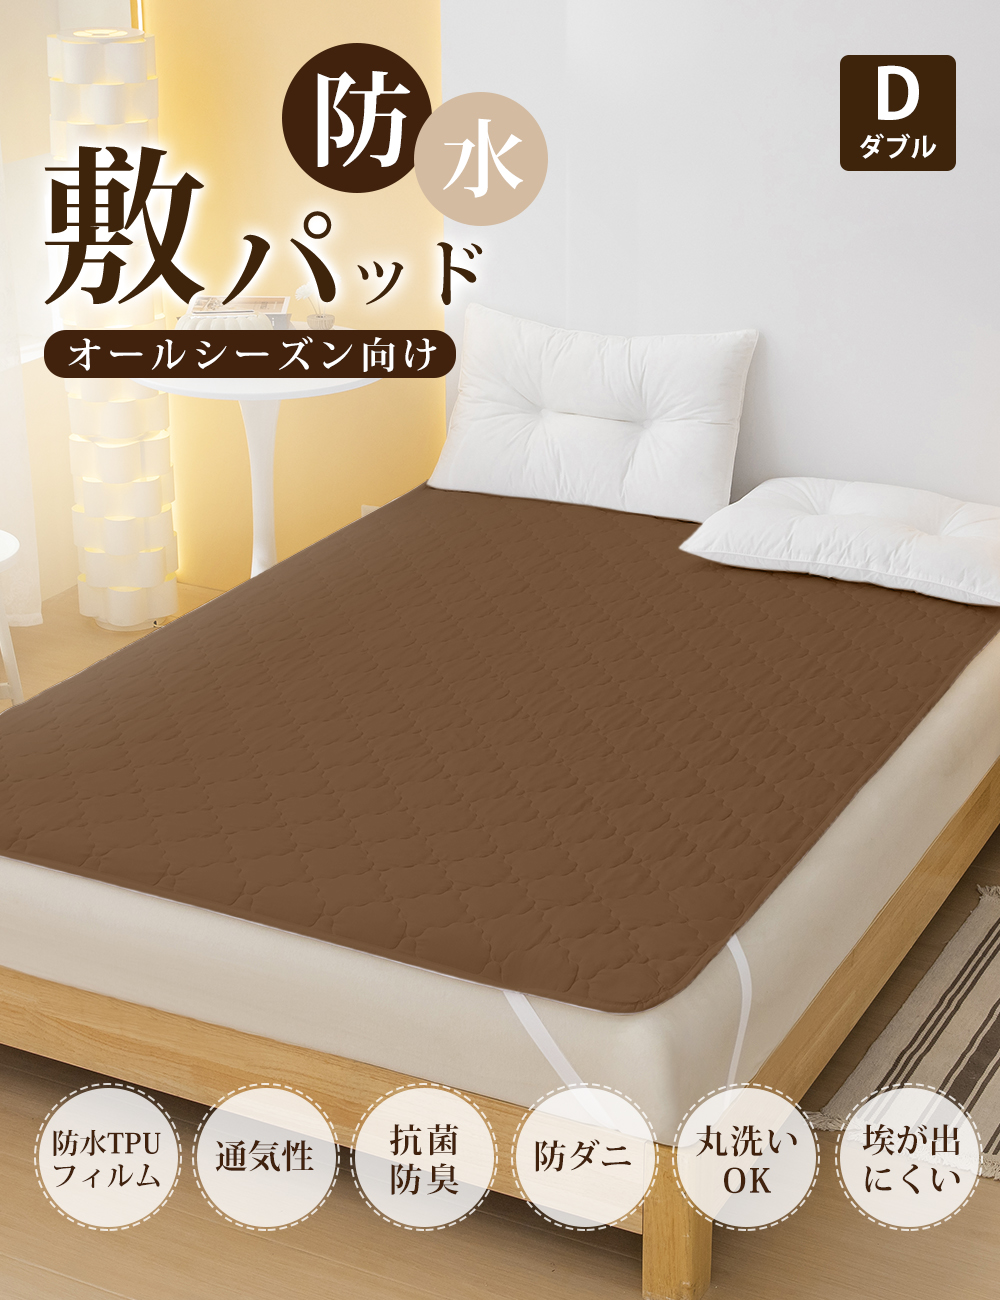 防水
敷パッド
オールシーズン向け
D
ダブル
防水TPU
フィルム
通気性
抗菌
防臭
防ダニ
丸洗い
OK
埃が出
にくい